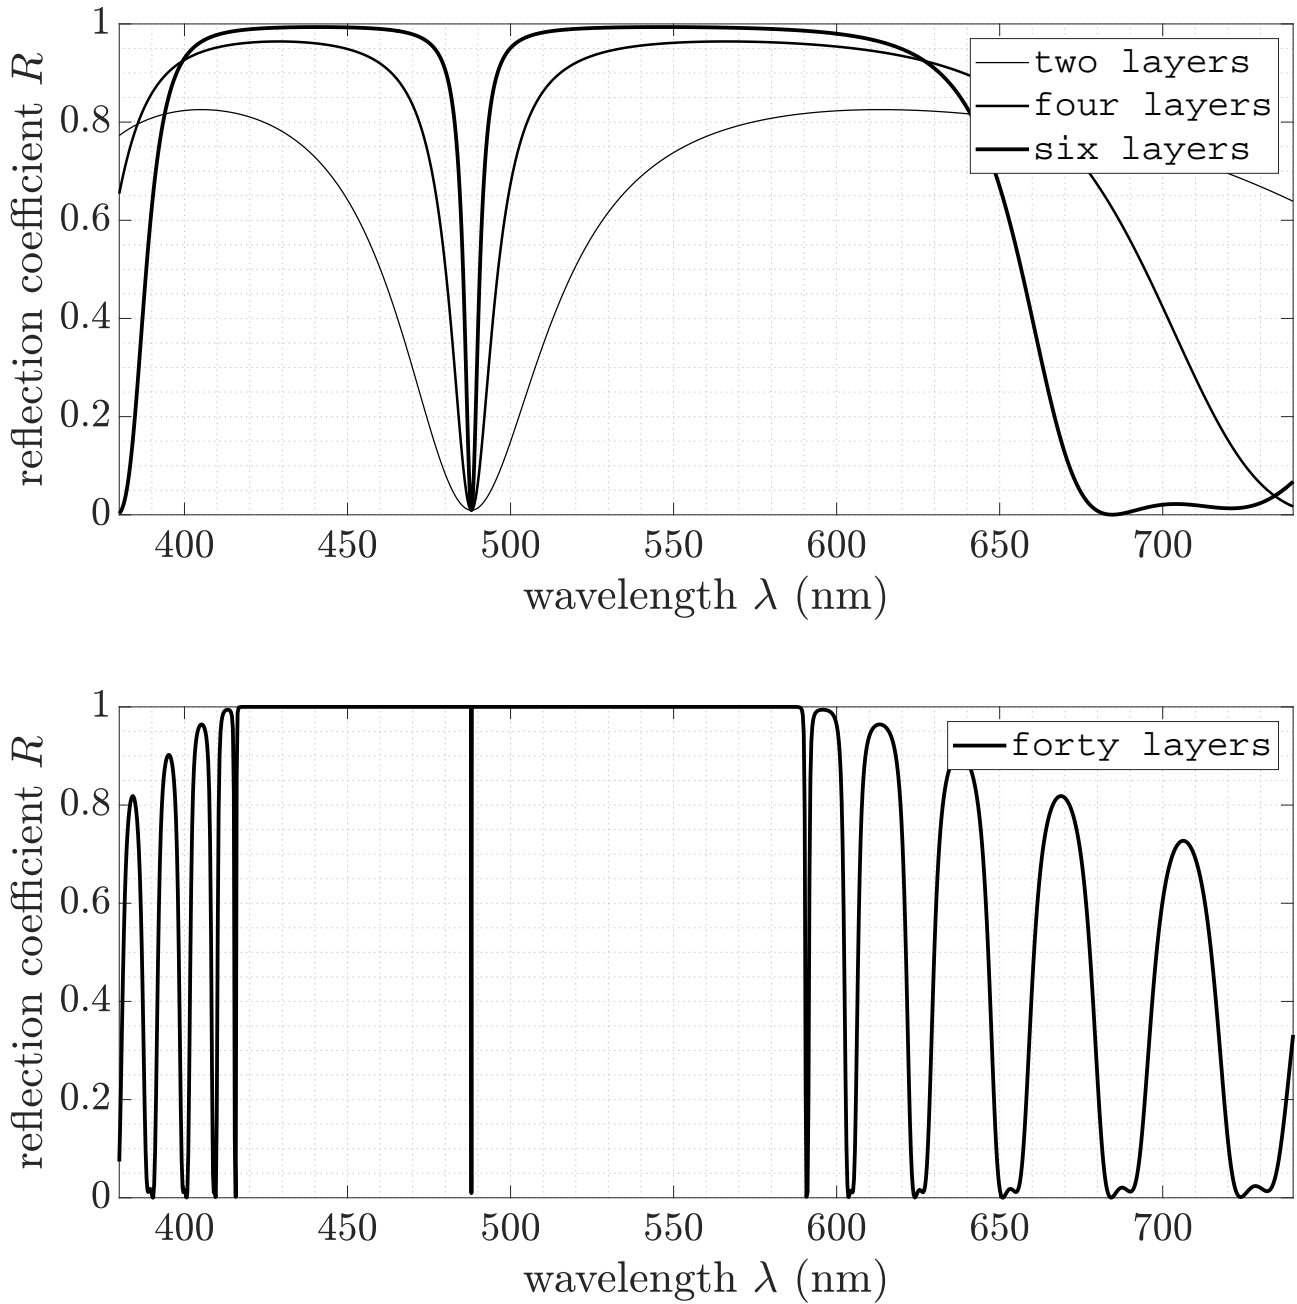 1
0.8
0.6
0.4
0.2
0
reflection coefficient R
two layers
four layers
six layers
400 450 500 550 600 650 700
wavelength λ (nm)
1
0.8
0.6
0.4
0.2
0
reflection coefficient R
forty layers
400 450 500 550 600 650 700
wavelength λ (nm)